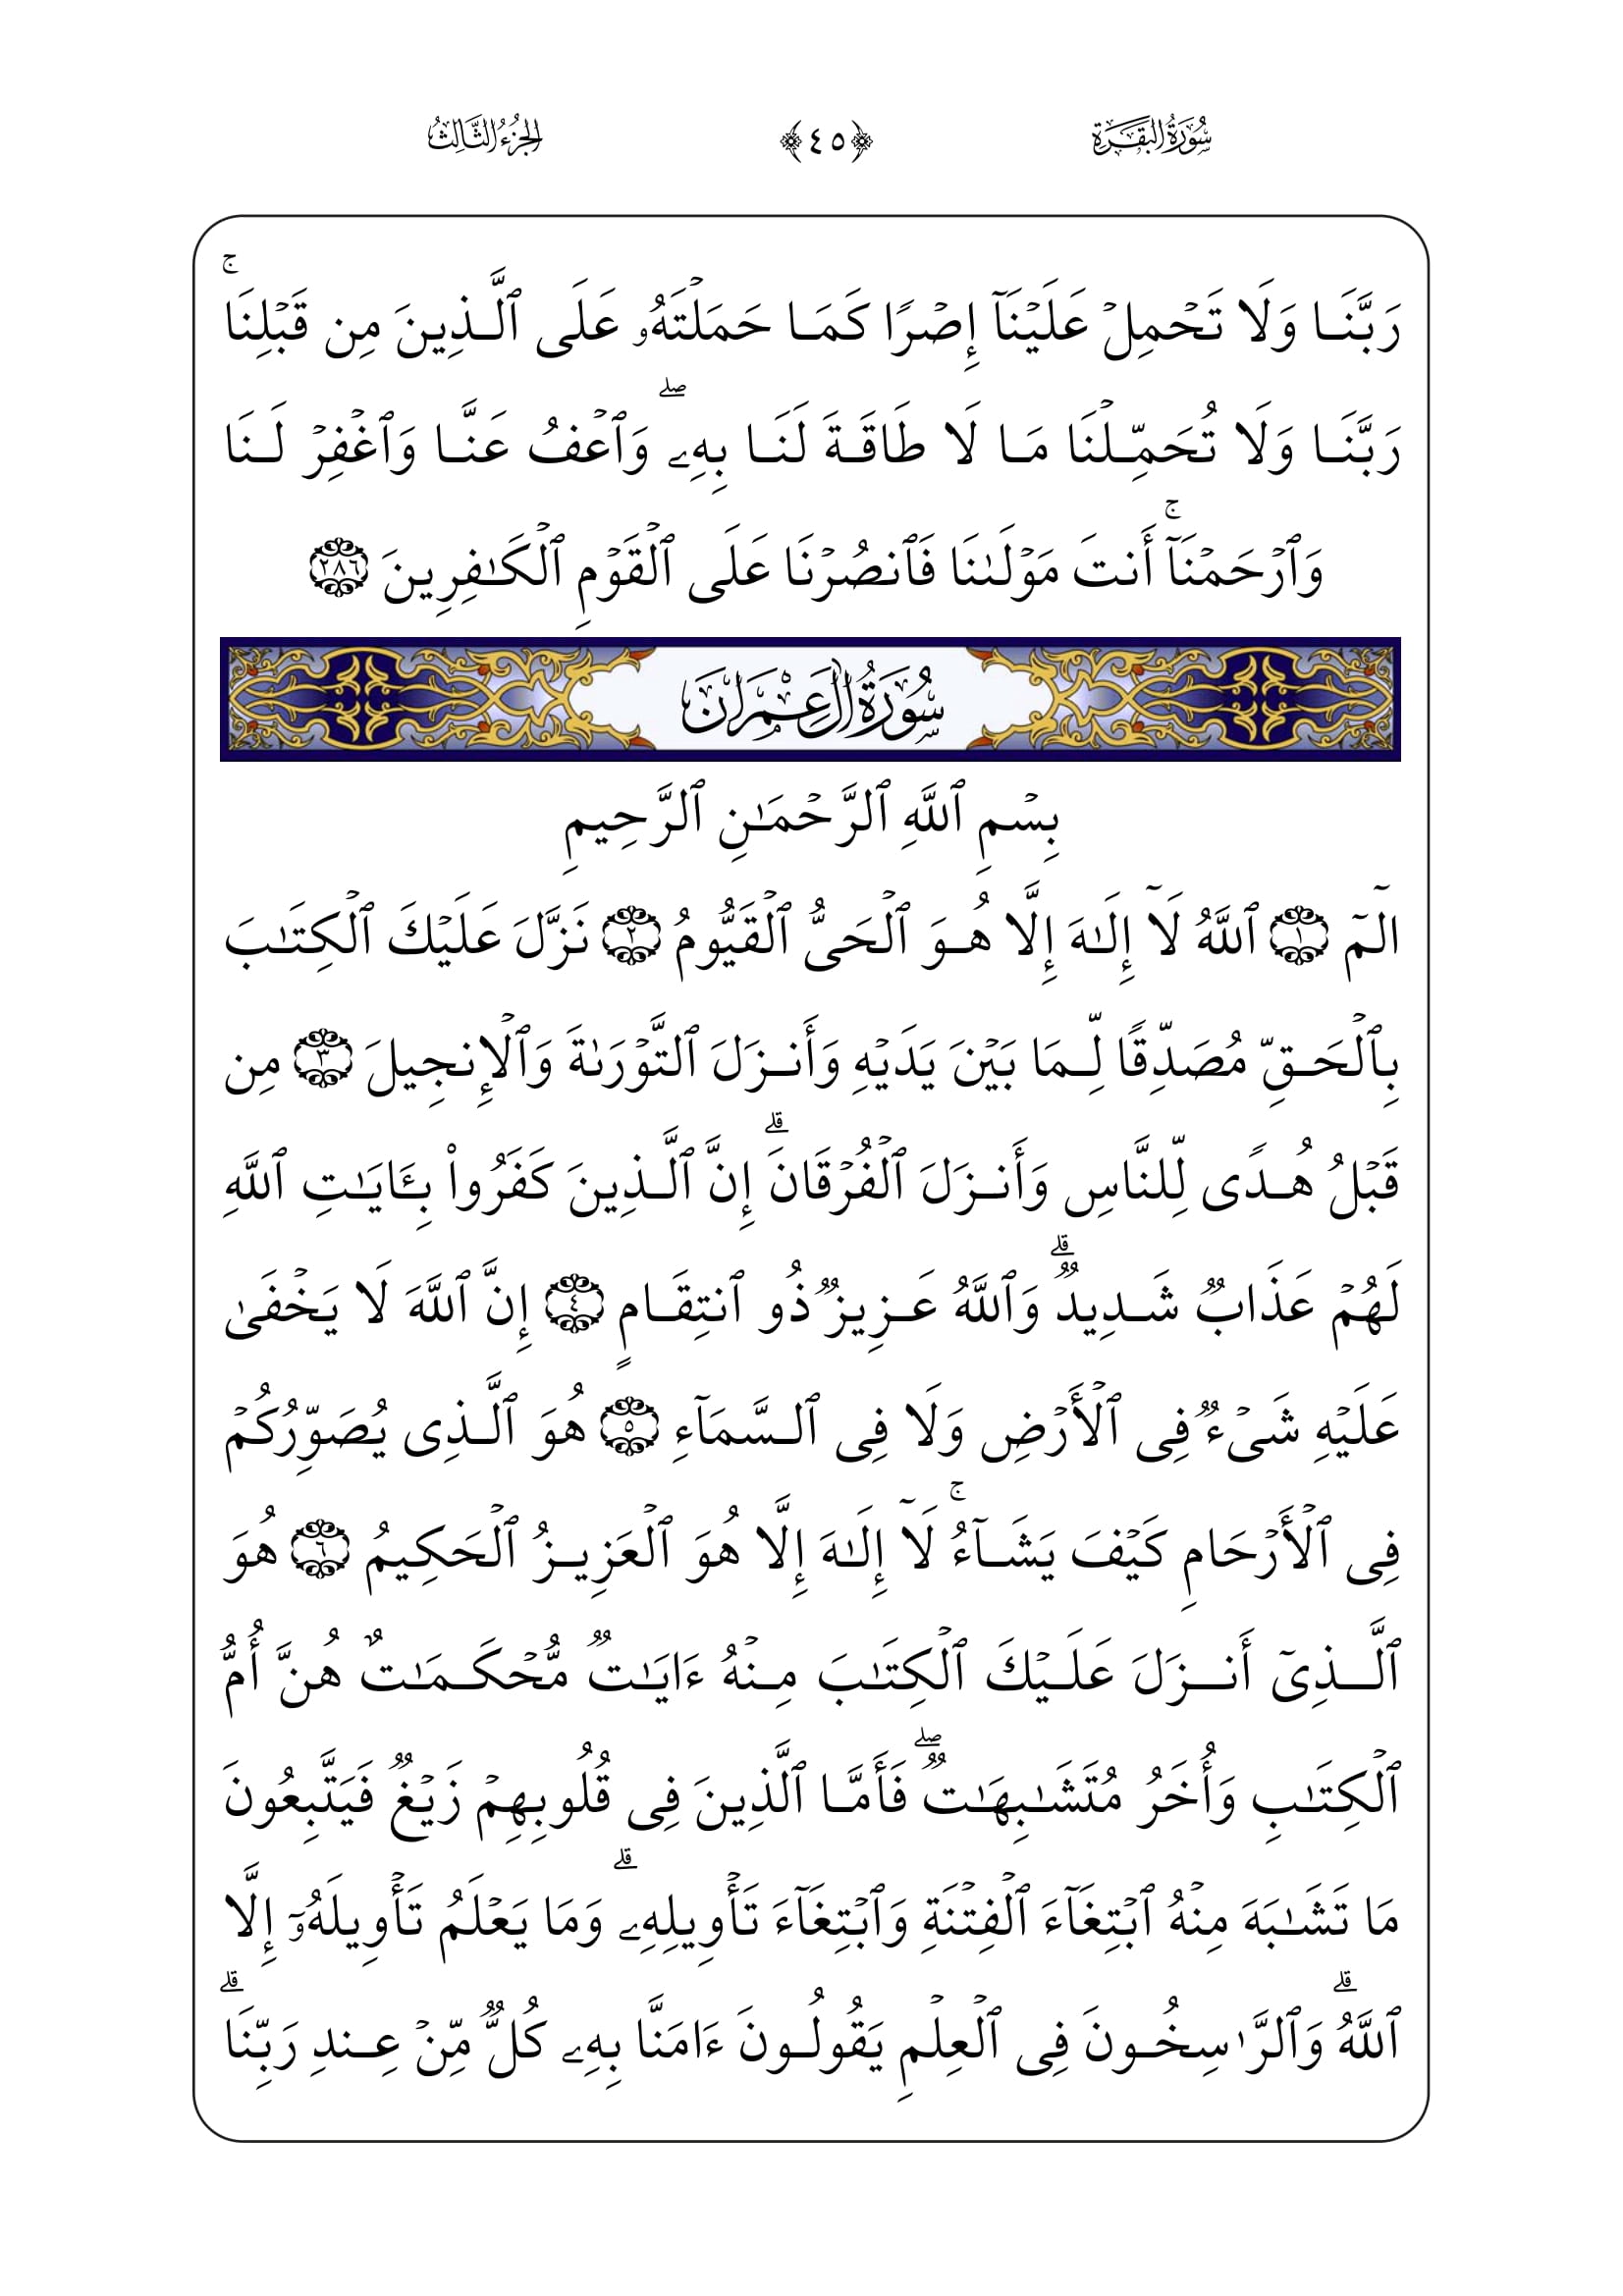 سُورَةُ البَقَرَةِ ﴿٤٥﴾ الجُزْءُ الثَّالِثُ
رَبَّنَا وَلَا تَحۡمِلۡ عَلَيۡنَآ إِصۡرٗا كَمَا حَمَلۡتَهُۥ عَلَى ٱلَّذِينَ مِن قَبۡلِنَاۚ
رَبَّنَا وَلَا تُحَمِّلۡنَا مَا لَا طَاقَةَ لَنَا بِهِۦۖ وَٱعۡفُ عَنَّا وَٱغۡفِرۡ لَنَا
وَٱرۡحَمۡنَآۚ أَنتَ مَوۡلَىٰنَا فَٱنصُرۡنَا عَلَى ٱلۡقَوۡمِ ٱلۡكَـٰفِرِينَ ٢٨٦
سُورَةُ آلِ عِمْرَانَ
بِسۡمِ ٱللَّهِ ٱلرَّحۡمَـٰنِ ٱلرَّحِيمِ
الٓمٓ ١ ٱللَّهُ لَآ إِلَـٰهَ إِلَّا هُوَ ٱلۡحَيُّ ٱلۡقَيُّومُ ٢ نَزَّلَ عَلَيۡكَ ٱلۡكِتَـٰبَ
بِٱلۡحَقِّ مُصَدِّقٗا لِّمَا بَيۡنَ يَدَيۡهِ وَأَنزَلَ ٱلتَّوۡرَىٰةَ وَٱلۡإِنجِيلَ ٣ مِن
قَبۡلُ هُدٗى لِّلنَّاسِ وَأَنزَلَ ٱلۡفُرۡقَانَۗ إِنَّ ٱلَّذِينَ كَفَرُواْ بِـَٔايَـٰتِ ٱللَّهِ
لَهُمۡ عَذَابٞ شَدِيدٞۗ وَٱللَّهُ عَزِيزٞ ذُو ٱنتِقَامٍ ٤ إِنَّ ٱللَّهَ لَا يَخۡفَىٰ
عَلَيۡهِ شَيۡءٞ فِى ٱلۡأَرۡضِ وَلَا فِى ٱلسَّمَآءِ ٥ هُوَ ٱلَّذِى يُصَوِّرُكُمۡ
فِى ٱلۡأَرۡحَامِ كَيۡفَ يَشَآءُۚ لَآ إِلَـٰهَ إِلَّا هُوَ ٱلۡعَزِيزُ ٱلۡحَكِيمُ ٦ هُوَ
ٱلَّذِىٓ أَنزَلَ عَلَيۡكَ ٱلۡكِتَـٰبَ مِنۡهُ ءَايَـٰتٞ مُّحۡكَمَـٰتٌ هُنَّ أُمُّ
ٱلۡكِتَـٰبِ وَأُخَرُ مُتَشَـٰبِهَـٰتٞۖ فَأَمَّا ٱلَّذِينَ فِى قُلُوبِهِمۡ زَيۡغٞ فَيَتَّبِعُونَ
مَا تَشَـٰبَهَ مِنۡهُ ٱبۡتِغَآءَ ٱلۡفِتۡنَةِ وَٱبۡتِغَآءَ تَأۡوِيلِهِۦۗ وَمَا يَعۡلَمُ تَأۡوِيلَهُۥٓ إِلَّا
ٱللَّهُۗ وَٱلرَّٰسِخُونَ فِى ٱلۡعِلۡمِ يَقُولُونَ ءَامَنَّا بِهِۦ كُلّٞ مِّنۡ عِندِ رَبِّنَاۗ